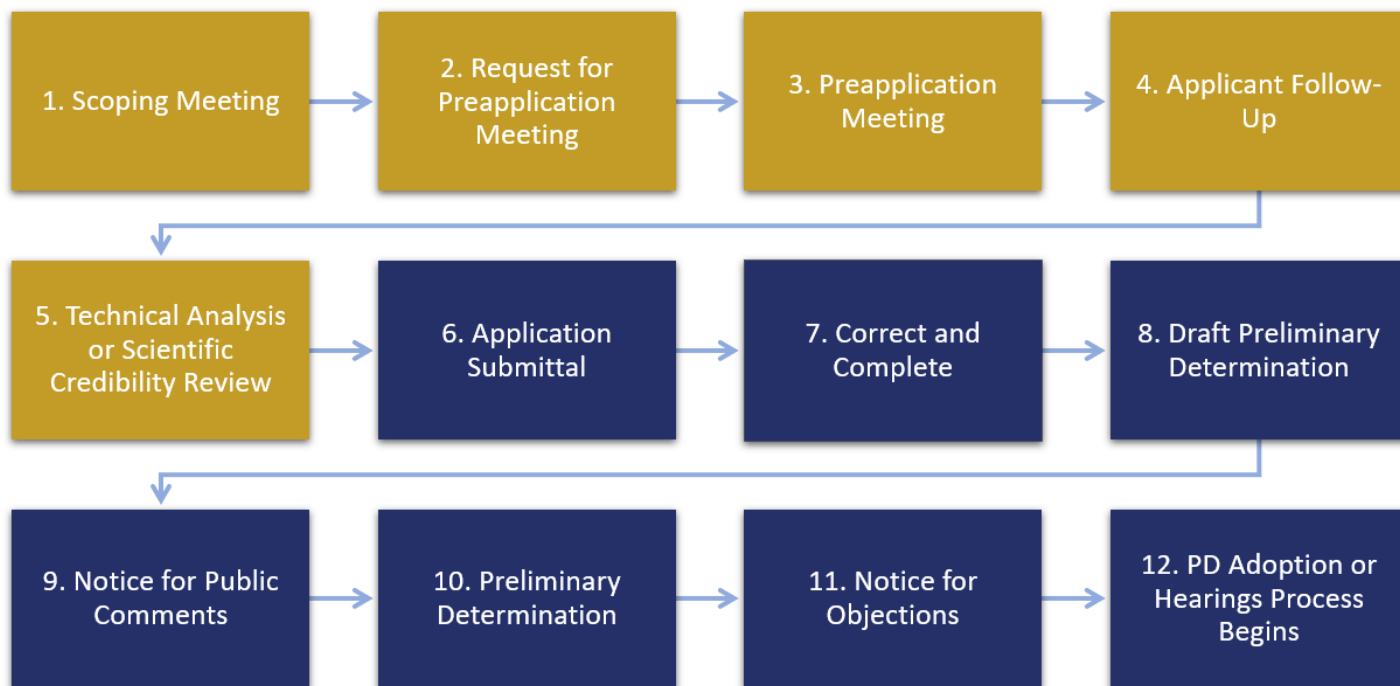 1. Scoping Meeting
2. Request for
Preapplication
Meeting
3. Preapplication
Meeting
4. Applicant Follow-
Up
5. Technical Analysis
or Scientific
Credibility Review
6. Application
Submittal
7. Correct and
Complete
8. Draft Preliminary
Determination
9. Notice for Public
Comments
10. Preliminary
Determination
11. Notice for
Objections
12. PD Adoption or
Hearings Process
Begins